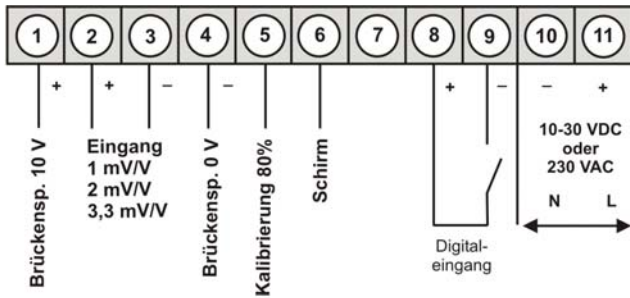 1 2 3 4 5 6 7 8 9 10 11
+ + – – + – – +
Brückensp. 10 V
Eingang
1 mV/V
2 mV/V
3,3 mV/V
Brückensp. 0 V
Kalibrierung 80%
Schirm
Digital-
eingang
10-30 VDC
oder
230 VAC
N L